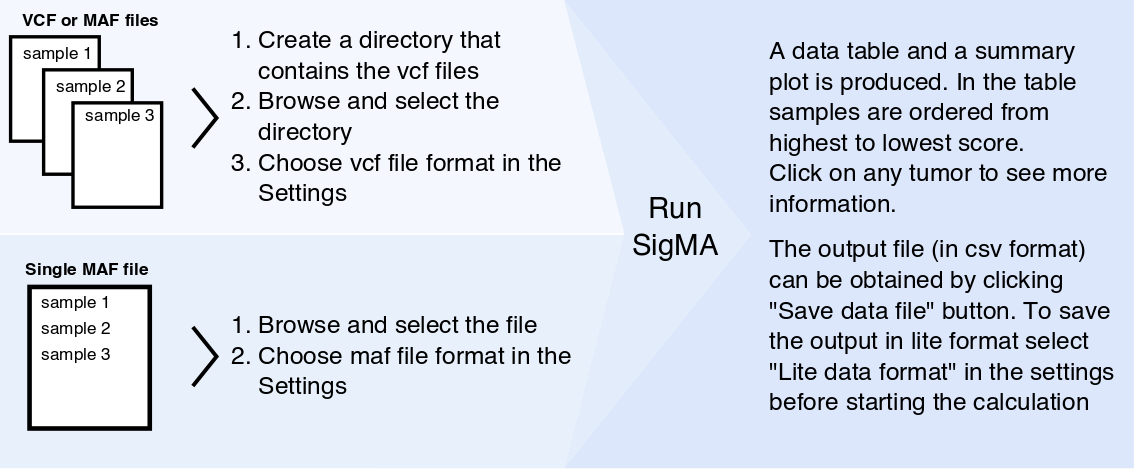 VCF or MAF files
sample 1
sample 2
sample 3
1. Create a directory that
contains the vcf files
2. Browse and select the
directory
3. Choose vcf file format in the
Settings
Single MAF file
sample 1
sample 2
sample 3
1. Browse and select the file
2. Choose maf file format in the
Settings
Run
SigMA
A data table and a summary
plot is produced. In the table
samples are ordered from
highest to lowest score.
Click on any tumor to see more
information.
The output file (in csv format)
can be obtained by clicking
"Save data file" button. To save
the output in lite format select
"Lite data format" in the settings
before starting the calculation